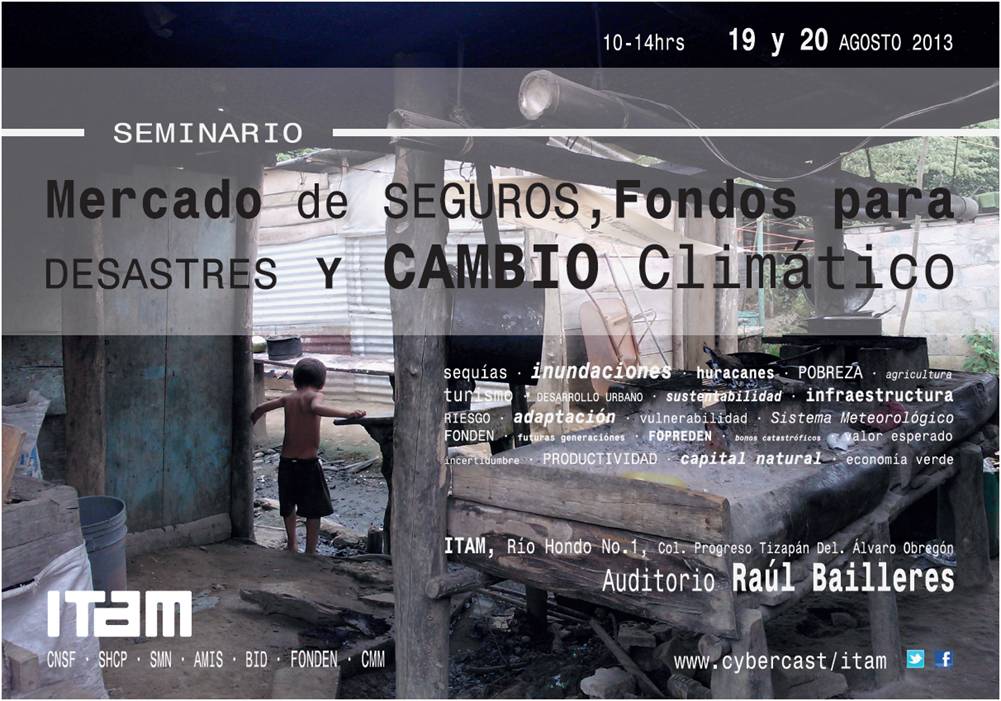 10-14hrs 19 y 20 AGOSTO 2013
SEMINARIO
Mercado de SEGUROS, Fondos para
DESASTRES Y CAMBIO Climático
sequías · inundaciones · huracanes · POBREZA · agricultura
turismo · DESARROLLO URBANO · sustentabilidad · infraestructura
RIESGO · adaptación · vulnerabilidad · Sistema Meteorológico
FONDEN · futuras generaciónes · FOPREDEN · bonos catastróficos · valor esperado
incertidumbre · PRODUCTIVIDAD · capital natural · economía verde
ITAM, Río Hondo No.1, Col. Progreso Tizapán Del. Álvaro Obregón
Auditorio Raúl Bailleres
ITAM
CNSF · SHCP · SMN · AMIS · BID · FONDEN · CMM
www.cybercast/itam